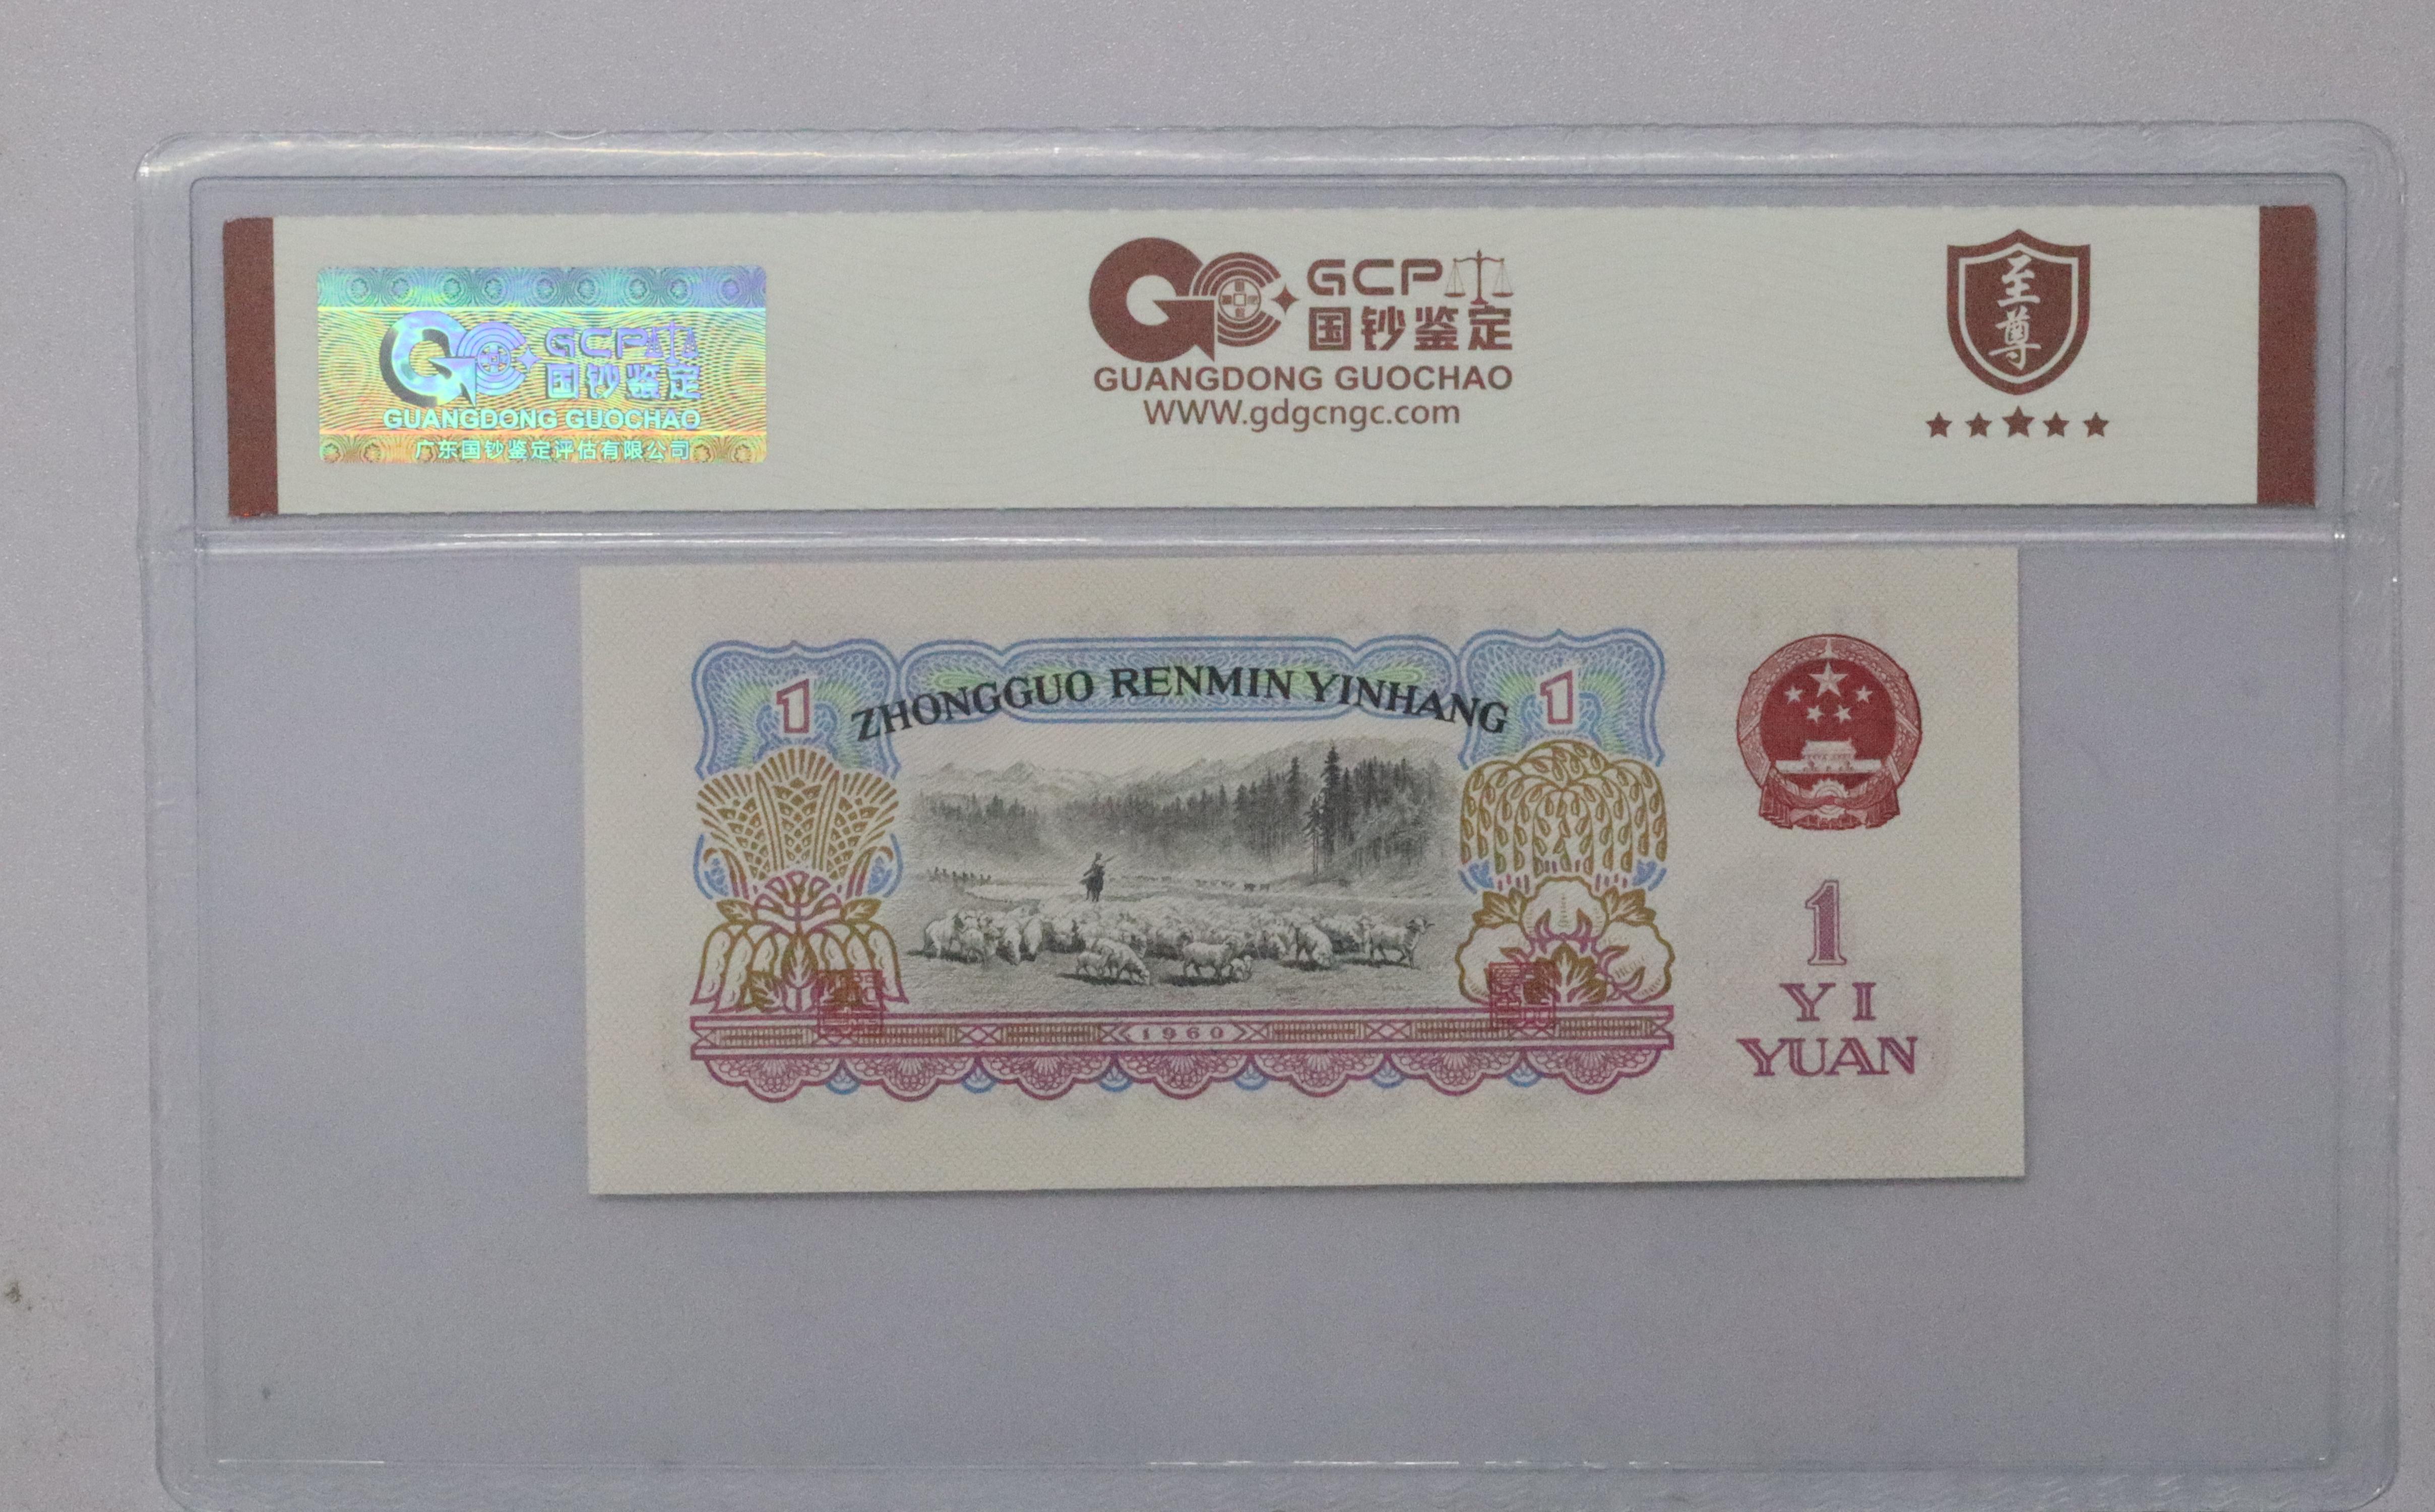 GCP
国钞鉴定
GUANGDONG GUOCHAO
广东国钞鉴定评估有限公司
GCP
国钞鉴定
GUANGDONG GUOCHAO
WWW.gdgcngc.com
至尊
1
ZHONGGUO RENMIN YINHANG
1
1960
1
YI
YUAN